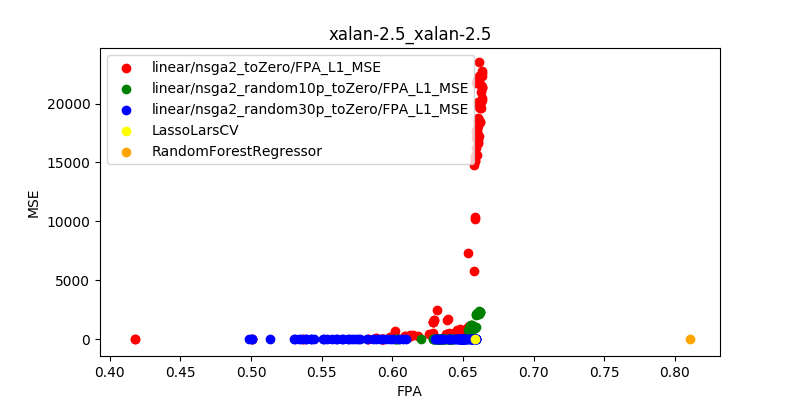 xalan-2.5_xalan-2.5
linear/nsga2_toZero/FPA_L1_MSE
linear/nsga2_random10p_toZero/FPA_L1_MSE
linear/nsga2_random30p_toZero/FPA_L1_MSE
LassoLarsCV
RandomForestRegressor
MSE
20000
15000
10000
5000
0
0.40 0.45 0.50 0.55 0.60 0.65 0.70 0.75 0.80
FPA